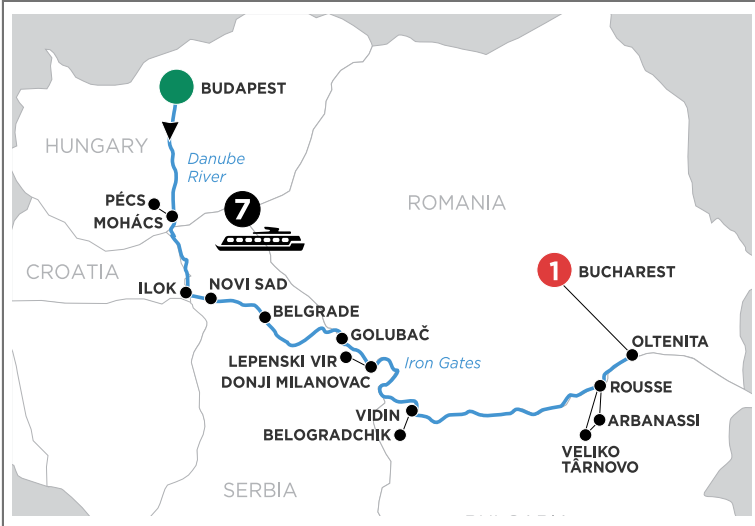 BUDAPEST
HUNGARY
Danube
River
PÉCS
MOHÁCS
7
ROMANIA
CROATIA
ILOK
NOVI SAD
1
BUCHAREST
BELGRADE
GOLUBAČ
OLTENITA
LEPENSKI VIR
Iron Gates
DONJI MILANOVAC
ROUSSE
VIDIN
ARBANASSI
BELOGRADCHIK
VELIKO
TÂRNOVO
SERBIA